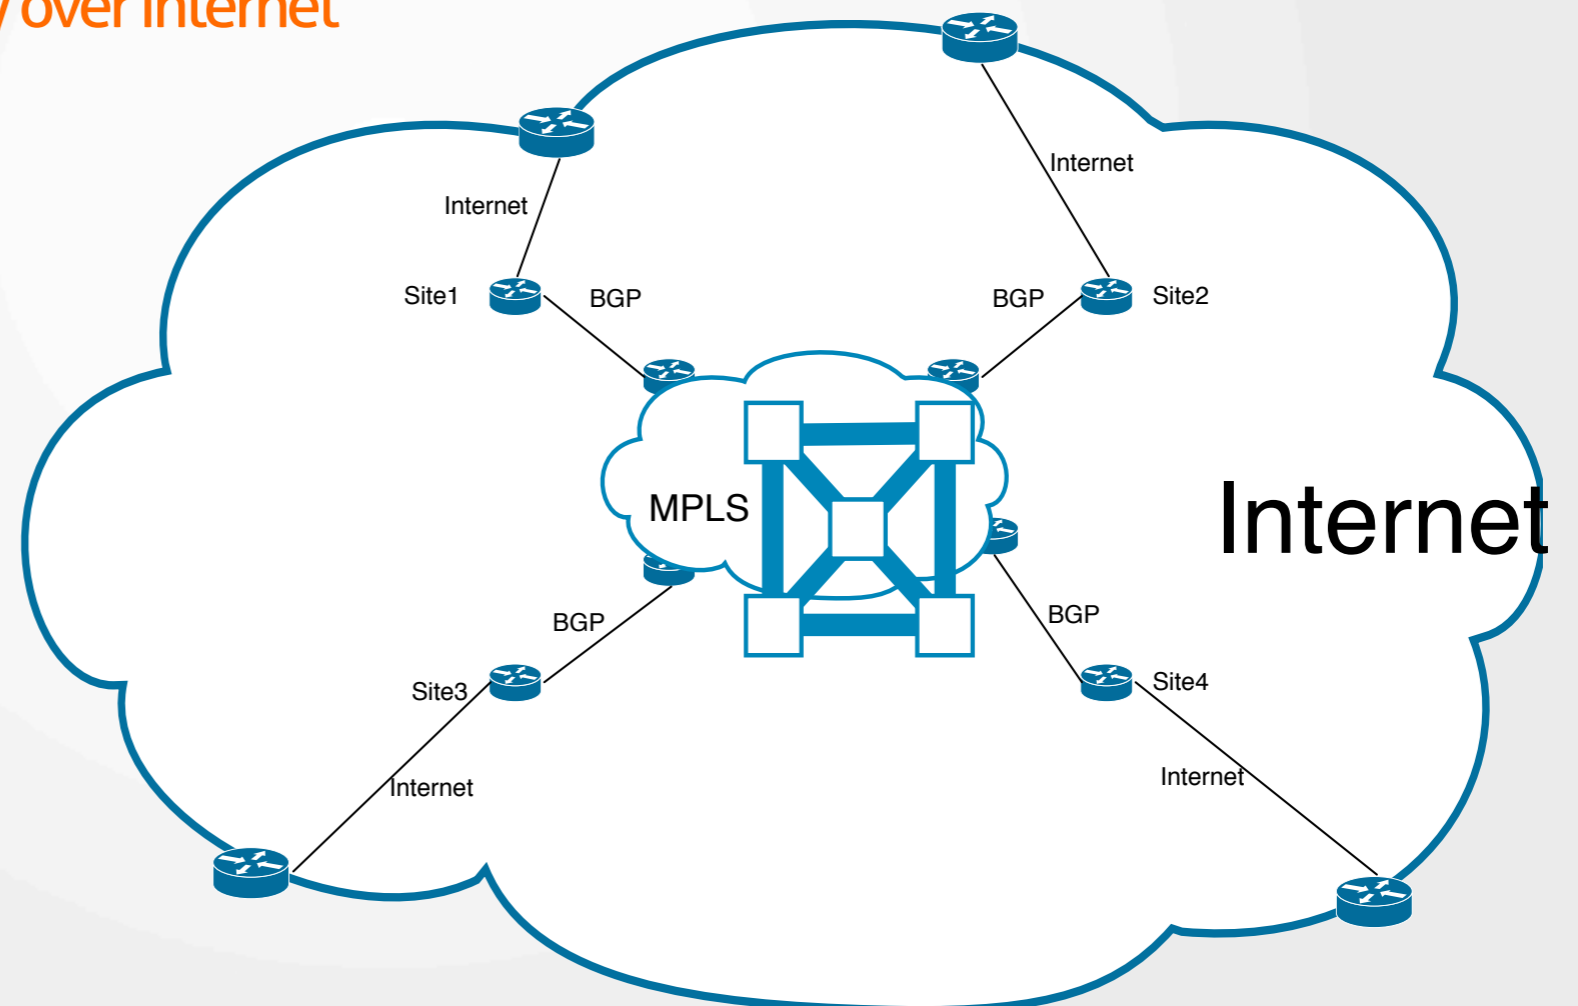 over Internet
Internet
Internet
Site1
BGP
BGP
Site2
MPLS
Internet
BGP
BGP
Site3
Site4
Internet
Internet